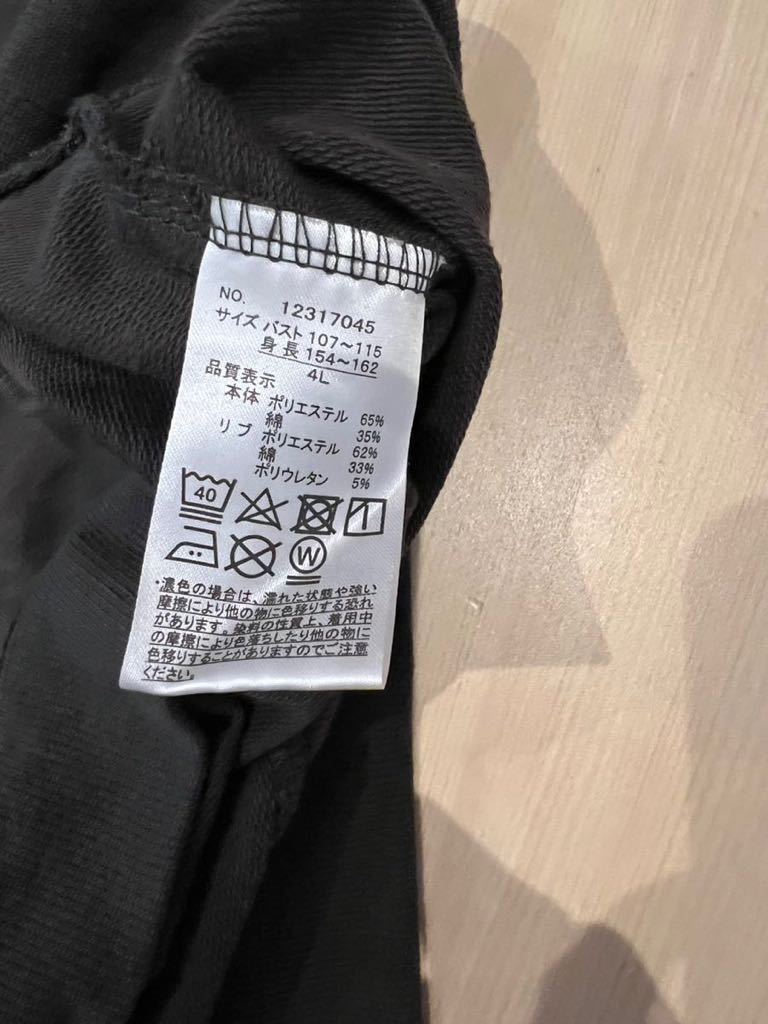 NO. 12317045
サイズ バスト 107～115
身長 154～162
4L
品質表示
本体 ポリエステル 65%
綿 35%
リブ ポリエステル 62%
綿 33%
ポリウレタン 5%
40
W
・濃色の場合は、濡れた状態や強い
摩擦により他の物に色移りする恐れ
があります。染料の性質上、着用中
の摩擦により色落ちしたり他の物に
色移りすることがありますのでご注意
ください。